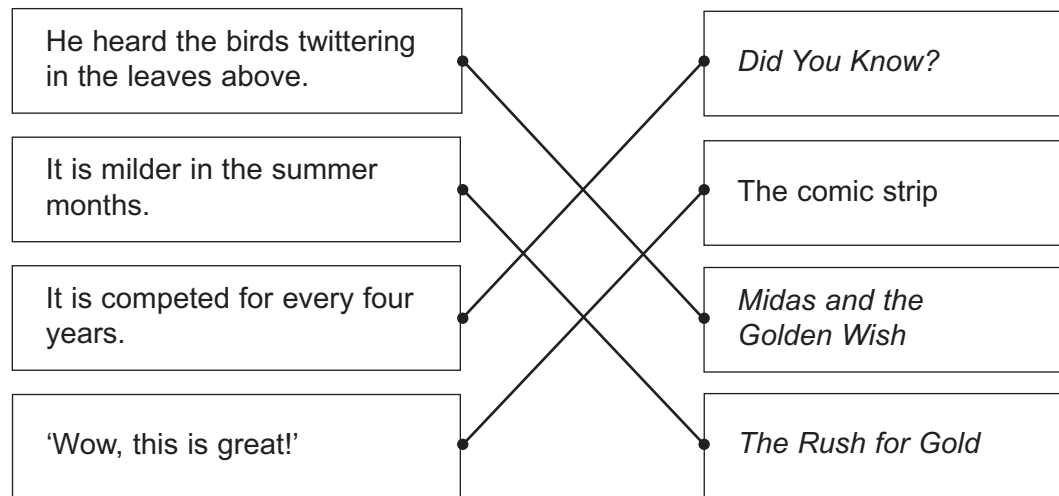 He heard the birds twittering
in the leaves above.
Did You Know?
It is milder in the summer
months.
The comic strip
It is competed for every four
years.
Midas and the
Golden Wish
‘Wow, this is great!’
The Rush for Gold